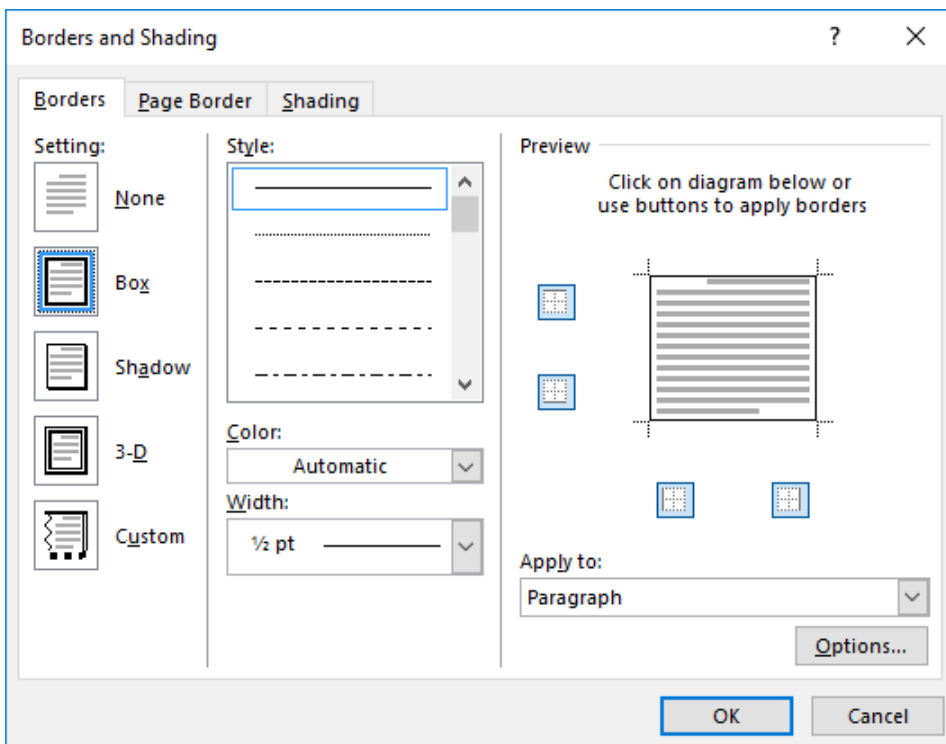 Borders and Shading
?
Borders
Page Border
Shading
Setting:
None
Box
Shadow
3-D
Custom
Style:
Color:
Automatic
Width:
½ pt
Preview
Click on diagram below or
use buttons to apply borders
Apply to:
Paragraph
Options...
OK
Cancel